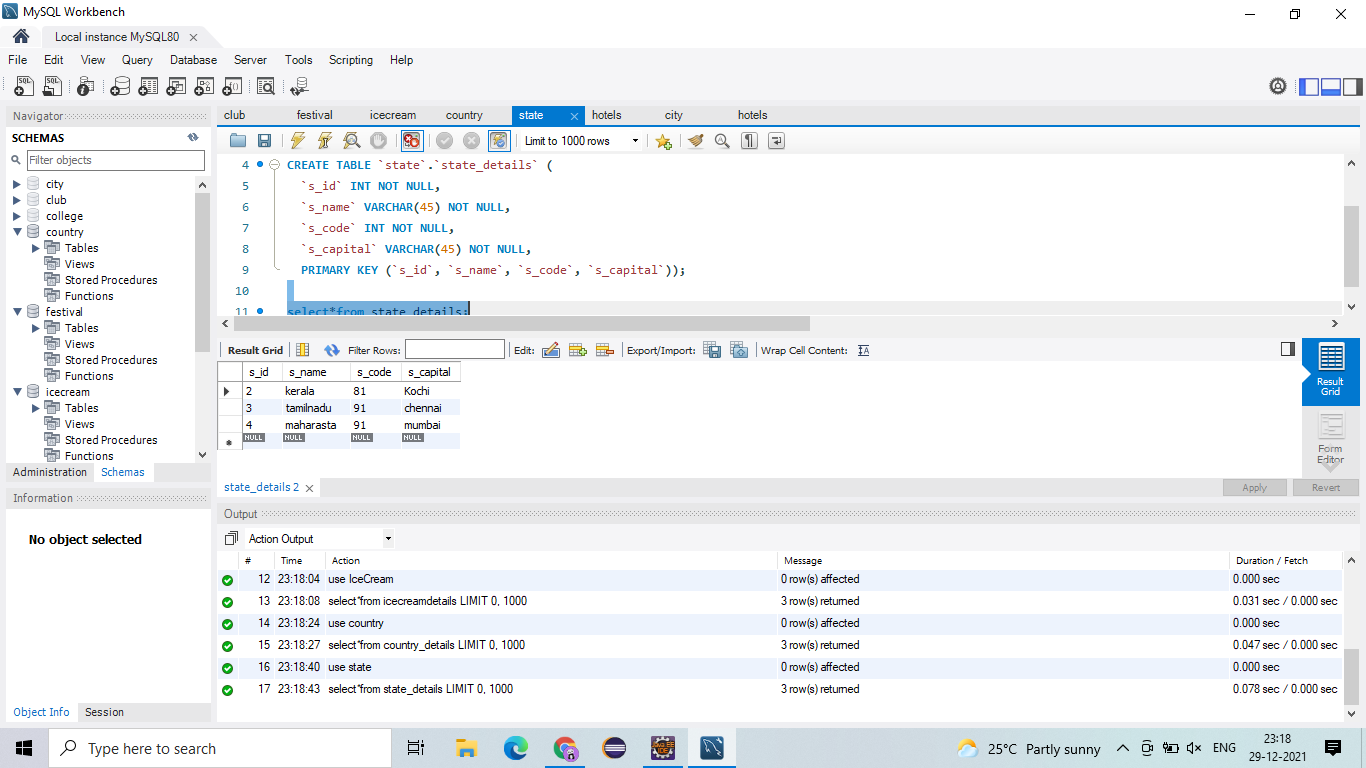 MySQL Workbench
Local instance MySQL80
File Edit View Query Database Server Tools Scripting Help
Navigator
SCHEMAS
Filter objects
city
club
college
country
Tables
Views
Stored Procedures
Functions
festival
Tables
Views
Stored Procedures
Functions
icecream
Tables
Views
Stored Procedures
Functions
Administration Schemas
Information
No object selected
Object Info Session
club festival icecream country state hotels city hotels
Limit to 1000 rows
4 CREATE TABLE `state`.`state_details` (
5 `s_id` INT NOT NULL,
6 `s_name` VARCHAR(45) NOT NULL,
7 `s_code` INT NOT NULL,
8 `s_capital` VARCHAR(45) NOT NULL,
9 PRIMARY KEY (`s_id`, `s_name`, `s_code`, `s_capital`));
10
11 select*from state_details;
Result Grid Filter Rows: Edit: Export/Import: Wrap Cell Content:
s_id s_name s_code s_capital
2 kerala 81 Kochi
3 tamilnadu 91 chennai
4 maharasta 91 mumbai
NULL NULL NULL NULL
Result Grid
Form Editor
state_details 2
Apply Revert
Output
Action Output
# Time Action Message Duration / Fetch
12 23:18:04 use IceCream 0 row(s) affected 0.000 sec
13 23:18:08 select*from icecreamdetails LIMIT 0, 1000 3 row(s) returned 0.031 sec / 0.000 sec
14 23:18:24 use country 0 row(s) affected 0.000 sec
15 23:18:27 select*from country_details LIMIT 0, 1000 3 row(s) returned 0.047 sec / 0.000 sec
16 23:18:40 use state 0 row(s) affected 0.000 sec
17 23:18:43 select*from state_details LIMIT 0, 1000 3 row(s) returned 0.078 sec / 0.000 sec
Type here to search
25°C Partly sunny
ENG
23:18
29-12-2021